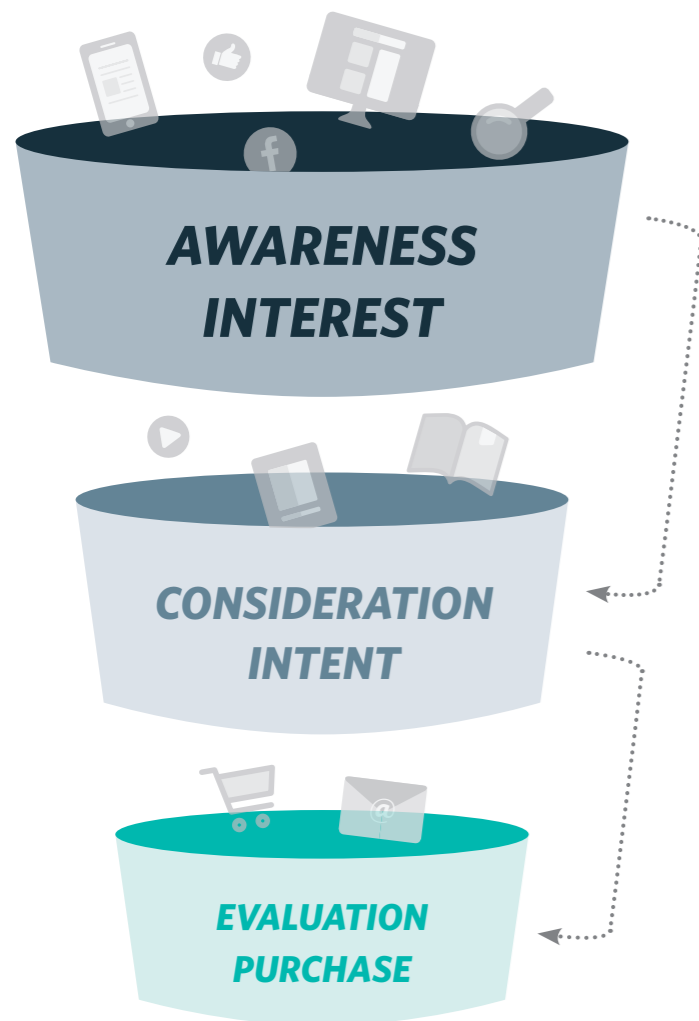 f
AWARENESS
INTEREST
CONSIDERATION
INTENT
@
EVALUATION
PURCHASE